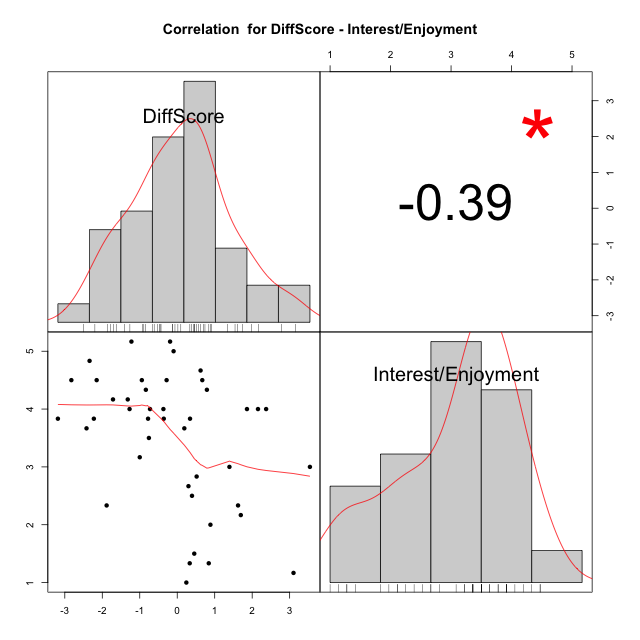 Correlation  for DiffScore - Interest/Enjoyment
1 2 3 4 5
DiffScore
*
-0.39
3
2
1
0
-1
-2
-3
5
4
3
2
1
Interest/Enjoyment
-3 -2 -1 0 1 2 3